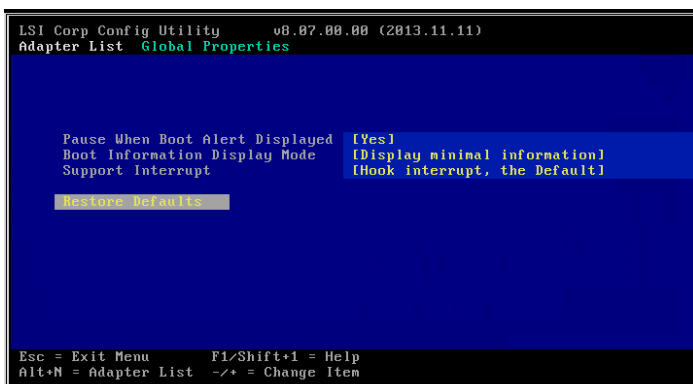 LSI Corp Config Utility v8.07.00.00 (2013.11.11)
Adapter List Global Properties
Pause When Boot Alert Displayed [Yes]
Boot Information Display Mode [Display minimal information]
Support Interrupt [Hook interrupt, the Default]
Restore Defaults
Esc = Exit Menu F1/Shift+1 = Help
Alt+N = Adapter List -/+ = Change Item